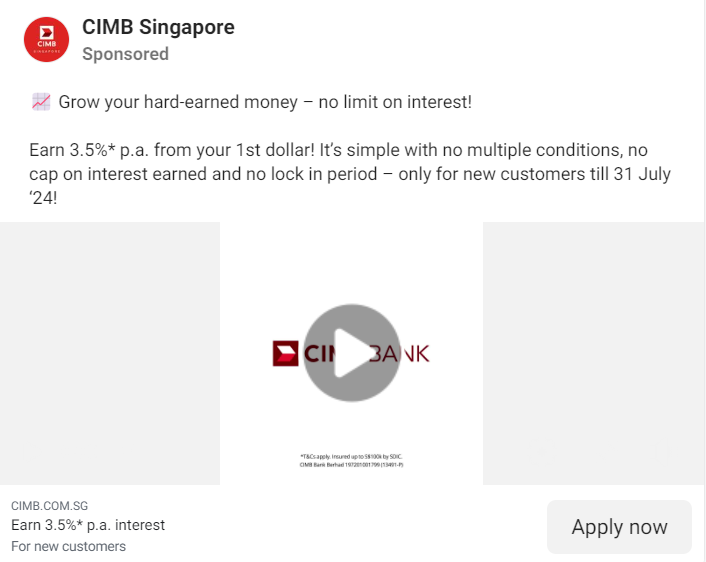 CIMB
SINGAPORE
CIMB Singapore
Sponsored
📈 Grow your hard-earned money – no limit on interest!
Earn 3.5%* p.a. from your 1st dollar! It’s simple with no multiple conditions, no
cap on interest earned and no lock in period – only for new customers till 31 July
‘24!
CIMB BANK
*T&Cs apply. Insured up to S$100k by SDIC.
CIMB Bank Berhad 197201001799 (13491-P)
CIMB.COM.SG
Earn 3.5%* p.a. interest
For new customers
Apply now